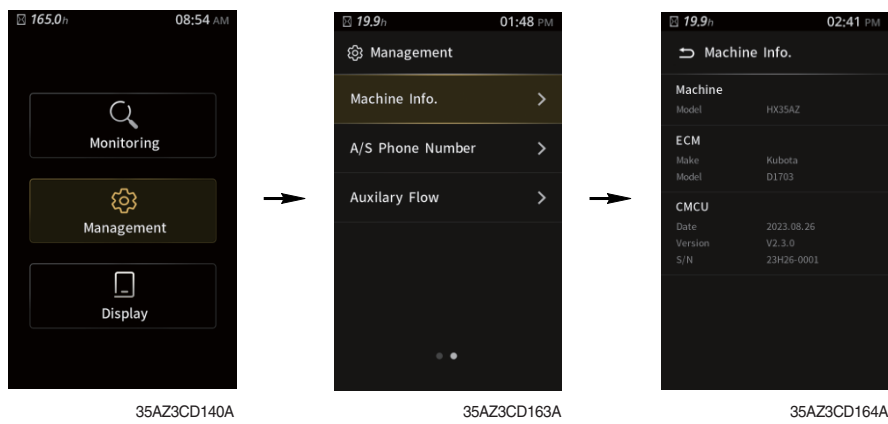 165.0h 08:54 AM
Monitoring
Management
Display
35AZ3CD140A
19.9h 01:48 PM
Management
Machine Info.
A/S Phone Number
Auxilary Flow
35AZ3CD163A
19.9h 02:41 PM
Machine Info.
Machine
Model HX35AZ
ECM
Make Kubota
Model D1703
CMCU
Date 2023.08.26
Version V2.3.0
S/N 23H26-0001
35AZ3CD164A